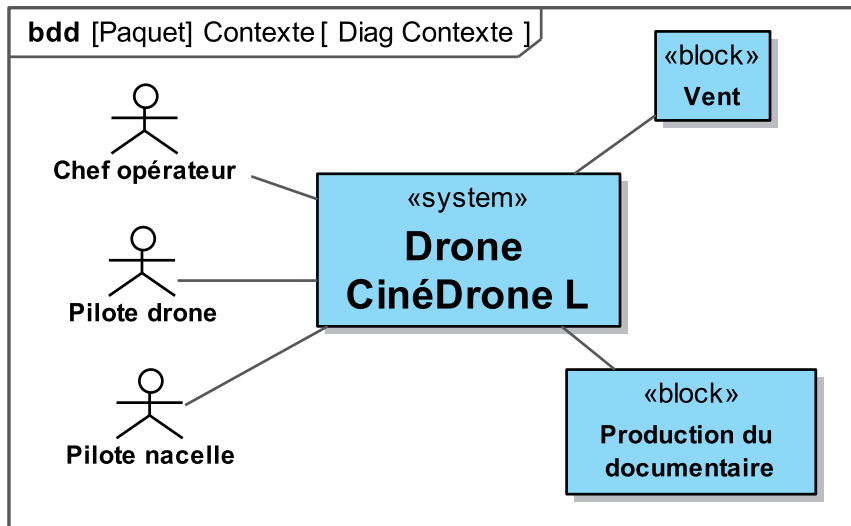 bdd [Paquet] Contexte [ Diag Contexte ]
«block»
Vent
Chef opérateur
«system»
Drone
CinéDrone L
Pilote drone
Pilote nacelle
«block»
Production du
documentaire